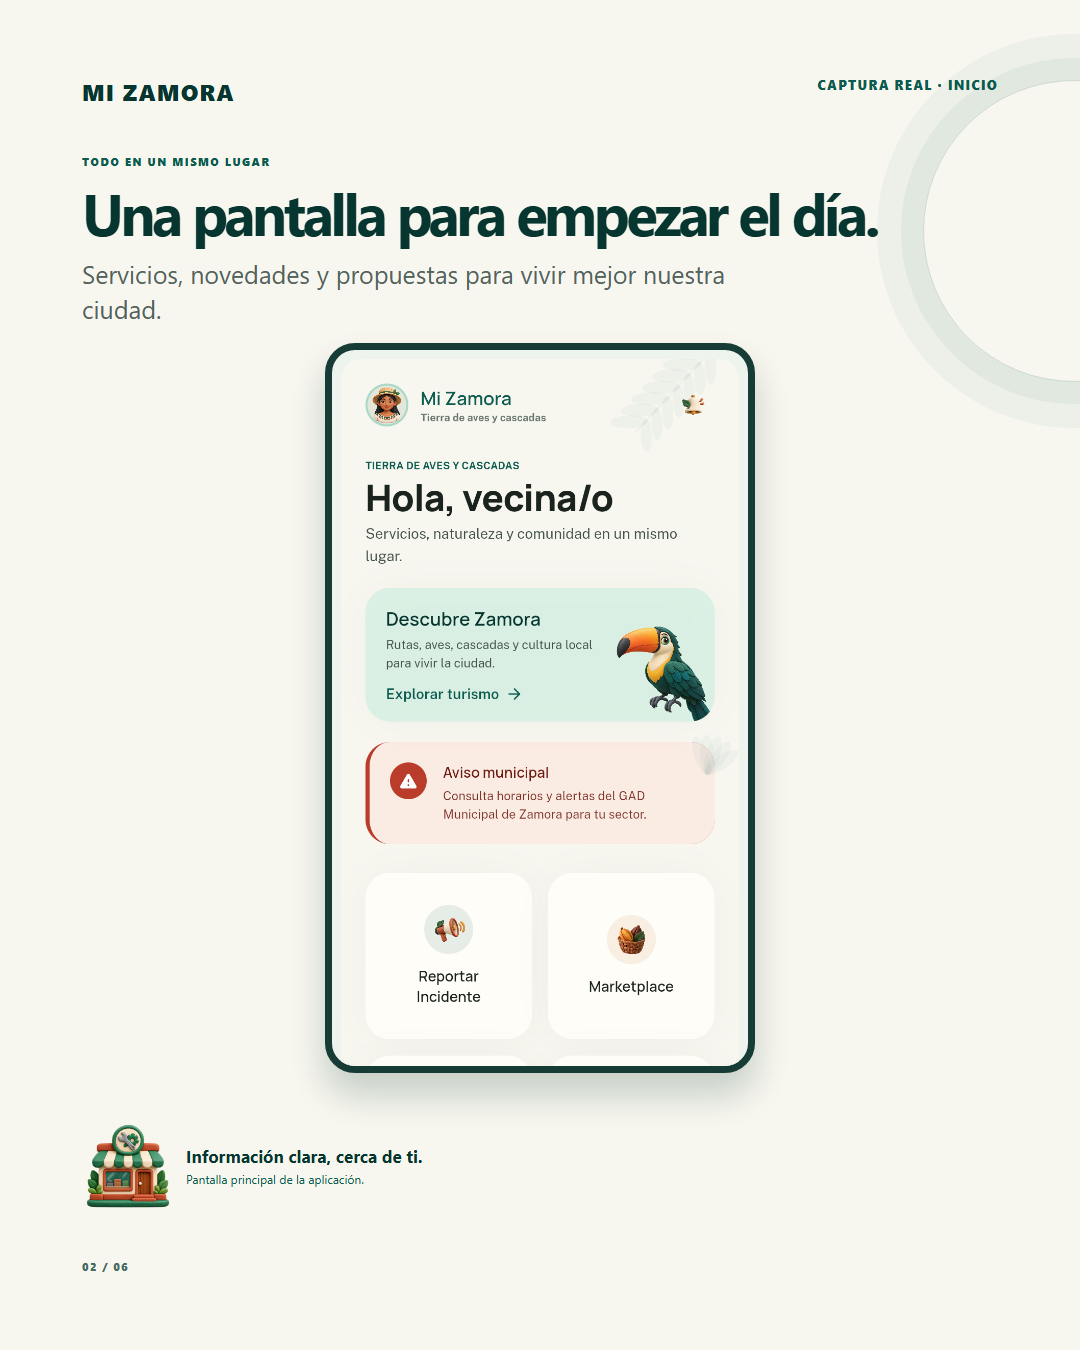 MI ZAMORA
CAPTURA REAL · INICIO
TODO EN UN MISMO LUGAR
Una pantalla para empezar el día.
Servicios, novedades y propuestas para vivir mejor nuestra
ciudad.
Mi Zamora
Tierra de aves y cascadas
TIERRA DE AVES Y CASCADAS
Hola, vecina/o
Servicios, naturaleza y comunidad en un mismo
lugar.
Descubre Zamora
Rutas, aves, cascadas y cultura local
para vivir la ciudad.
Explorar turismo →
Aviso municipal
Consulta horarios y alertas del GAD
Municipal de Zamora para tu sector.
Reportar
Incidente
Marketplace
Información clara, cerca de ti.
Pantalla principal de la aplicación.
02 / 06